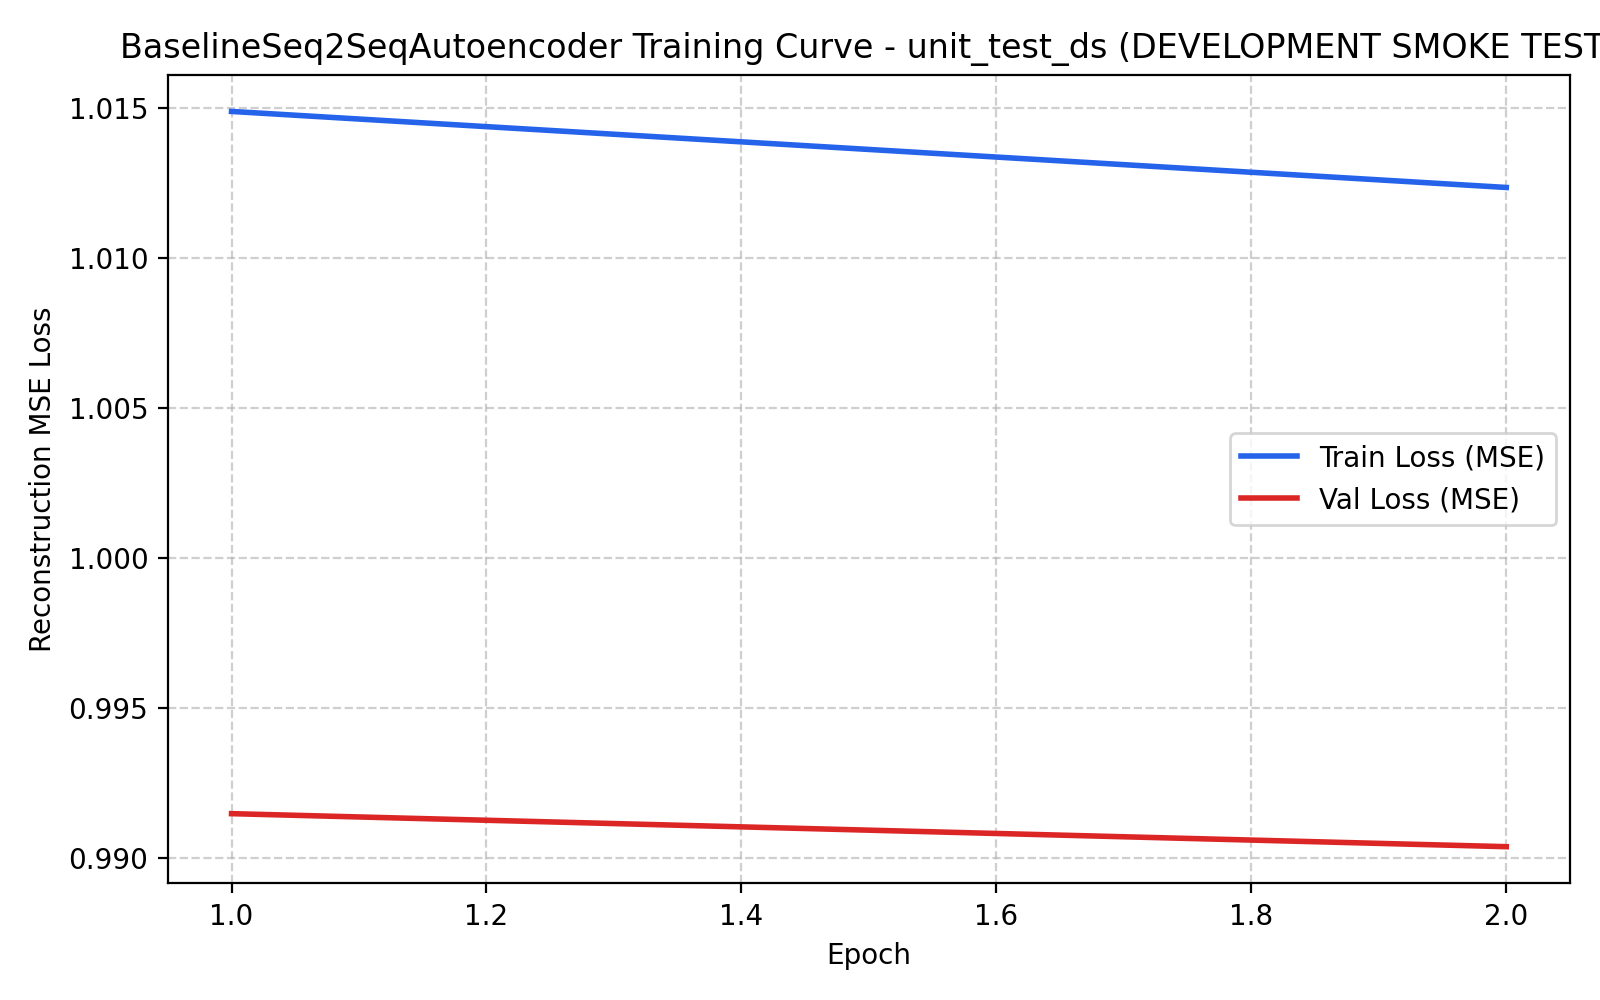 BaselineSeq2SeqAutoencoder Training Curve - unit_test_ds (DEVELOPMENT SMOKE TEST
1.015
1.010
1.005
1.000
0.995
0.990
Reconstruction MSE Loss
Train Loss (MSE)
Val Loss (MSE)
1.0 1.2 1.4 1.6 1.8 2.0
Epoch